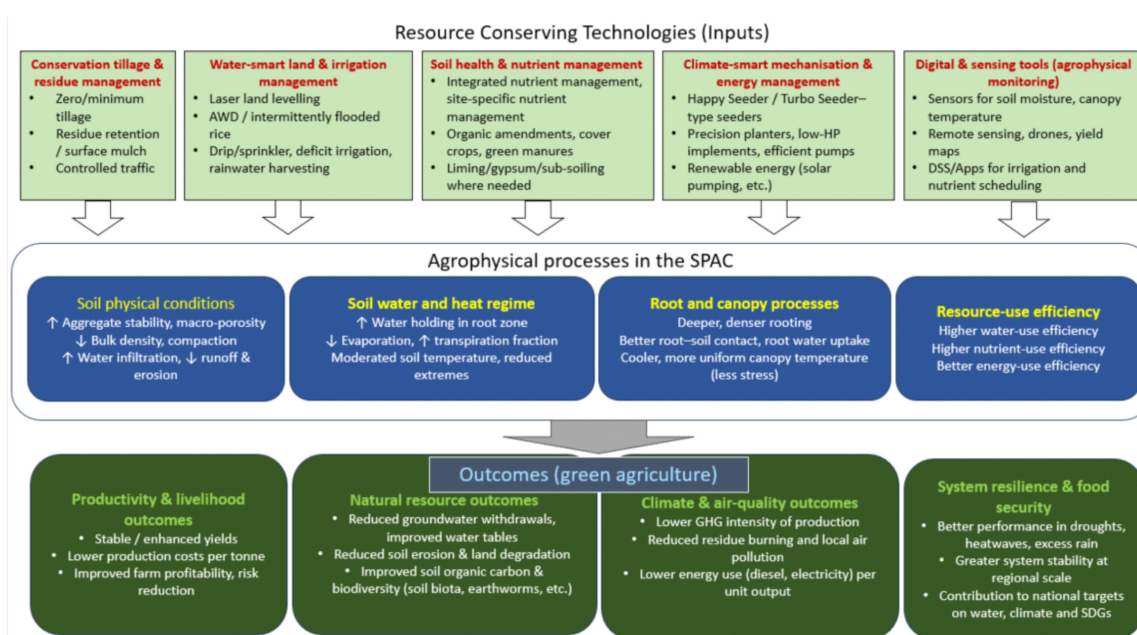 Resource Conserving Technologies (Inputs)
Conservation tillage &
residue management
• Zero/minimum
tillage
• Residue retention
/ surface mulch
• Controlled traffic
Water-smart land & irrigation
management
• Laser land levelling
• AWD / intermittently flooded
rice
• Drip/sprinkler, deficit irrigation,
rainwater harvesting
Soil health & nutrient management
• Integrated nutrient management,
site-specific nutrient
management
• Organic amendments, cover
crops, green manures
• Liming/gypsum/sub-soiling
where needed
Climate-smart mechanisation &
energy management
• Happy Seeder / Turbo Seeder–
type seeders
• Precision planters, low-HP
implements, efficient pumps
• Renewable energy (solar
pumping, etc.)
Digital & sensing tools (agrophysical
monitoring)
• Sensors for soil moisture, canopy
temperature
• Remote sensing, drones, yield
maps
• DSS/Apps for irrigation and
nutrient scheduling
Agrophysical processes in the SPAC
Soil physical conditions
↑ Aggregate stability, macro-porosity
↓ Bulk density, compaction
↑ Water infiltration, ↓ runoff &
erosion
Soil water and heat regime
↑ Water holding in root zone
↓ Evaporation, ↑ transpiration fraction
Moderated soil temperature, reduced
extremes
Root and canopy processes
Deeper, denser rooting
Better root–soil contact, root water uptake
Cooler, more uniform canopy temperature
(less stress)
Resource-use efficiency
Higher water-use efficiency
Higher nutrient-use efficiency
Better energy-use efficiency
Outcomes (green agriculture)
Productivity & livelihood
outcomes
• Stable / enhanced yields
• Lower production costs per tonne
• Improved farm profitability, risk
reduction
Natural resource outcomes
• Reduced groundwater withdrawals,
improved water tables
• Reduced soil erosion & land degradation
• Improved soil organic carbon &
biodiversity (soil biota, earthworms, etc.)
Climate & air-quality outcomes
• Lower GHG intensity of production
• Reduced residue burning and local air
pollution
• Lower energy use (diesel, electricity) per
unit output
System resilience & food
security
• Better performance in droughts,
heatwaves, excess rain
• Greater system stability at
regional scale
• Contribution to national targets
on water, climate and SDGs